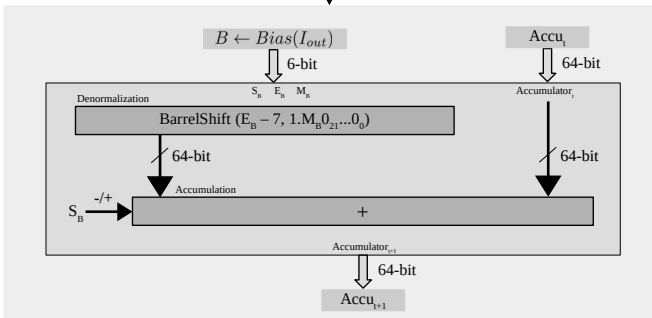 B ← Bias(I_out)
Accu_t
6-bit
64-bit
S_B E_B M_B
Accumulator_t
Denormalization
BarrelShift (E_B – 7, 1.M_B0_21...0_0)
64-bit
64-bit
Accumulation
S_B
-/+
+
Accumulator_t+1
64-bit
Accu_t+1